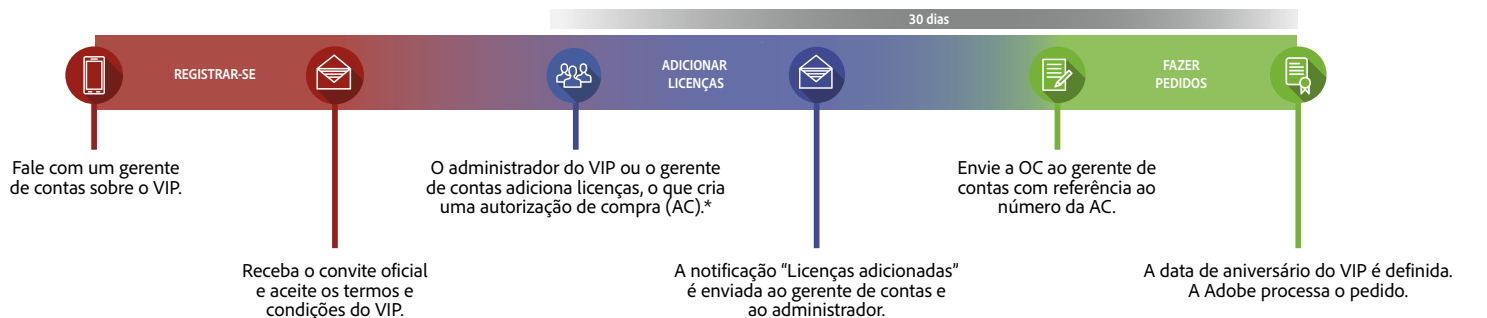 30 dias
REGISTRAR-SE
ADICIONAR
LICENÇAS
FAZER
PEDIDOS
Fale com um gerente
de contas sobre o VIP.
O administrador do VIP ou o gerente
de contas adiciona licenças, o que cria
uma autorização de compra (AC).*
Envie a OC ao gerente de
contas com referência ao
número da AC.
Receba o convite oficial
e aceite os termos e
condições do VIP.
A notificação “Licenças adicionadas”
é enviada ao gerente de contas e
ao administrador.
A data de aniversário do VIP é definida.
A Adobe processa o pedido.